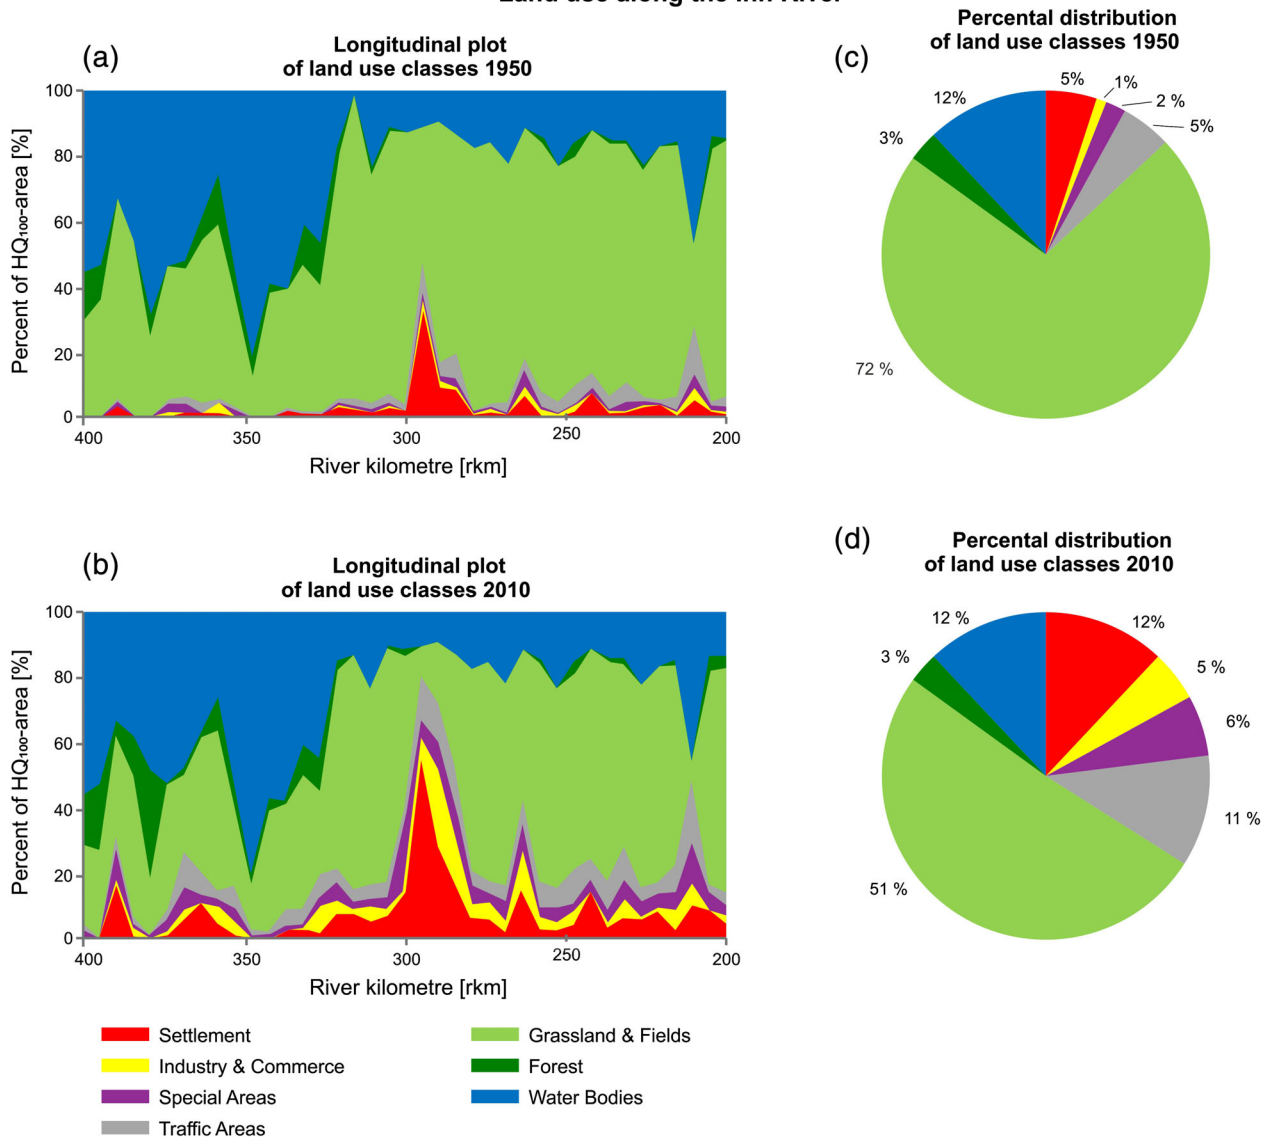 (a)
Longitudinal plot
of land use classes 1950
Percent of HQ₁₀₀-area [%]
100
80
60
40
20
0
400
350
300
250
200
River kilometre [rkm]
(c)
Percental distribution
of land use classes 1950
5%
1%
2 %
5%
72 %
3%
12%
(b)
Longitudinal plot
of land use classes 2010
Percent of HQ₁₀₀-area [%]
100
80
60
40
20
0
400
350
300
250
200
River kilometre [rkm]
(d)
Percental distribution
of land use classes 2010
12%
5 %
6%
11 %
51 %
3 %
12 %
Settlement
Industry & Commerce
Special Areas
Traffic Areas
Grassland & Fields
Forest
Water Bodies